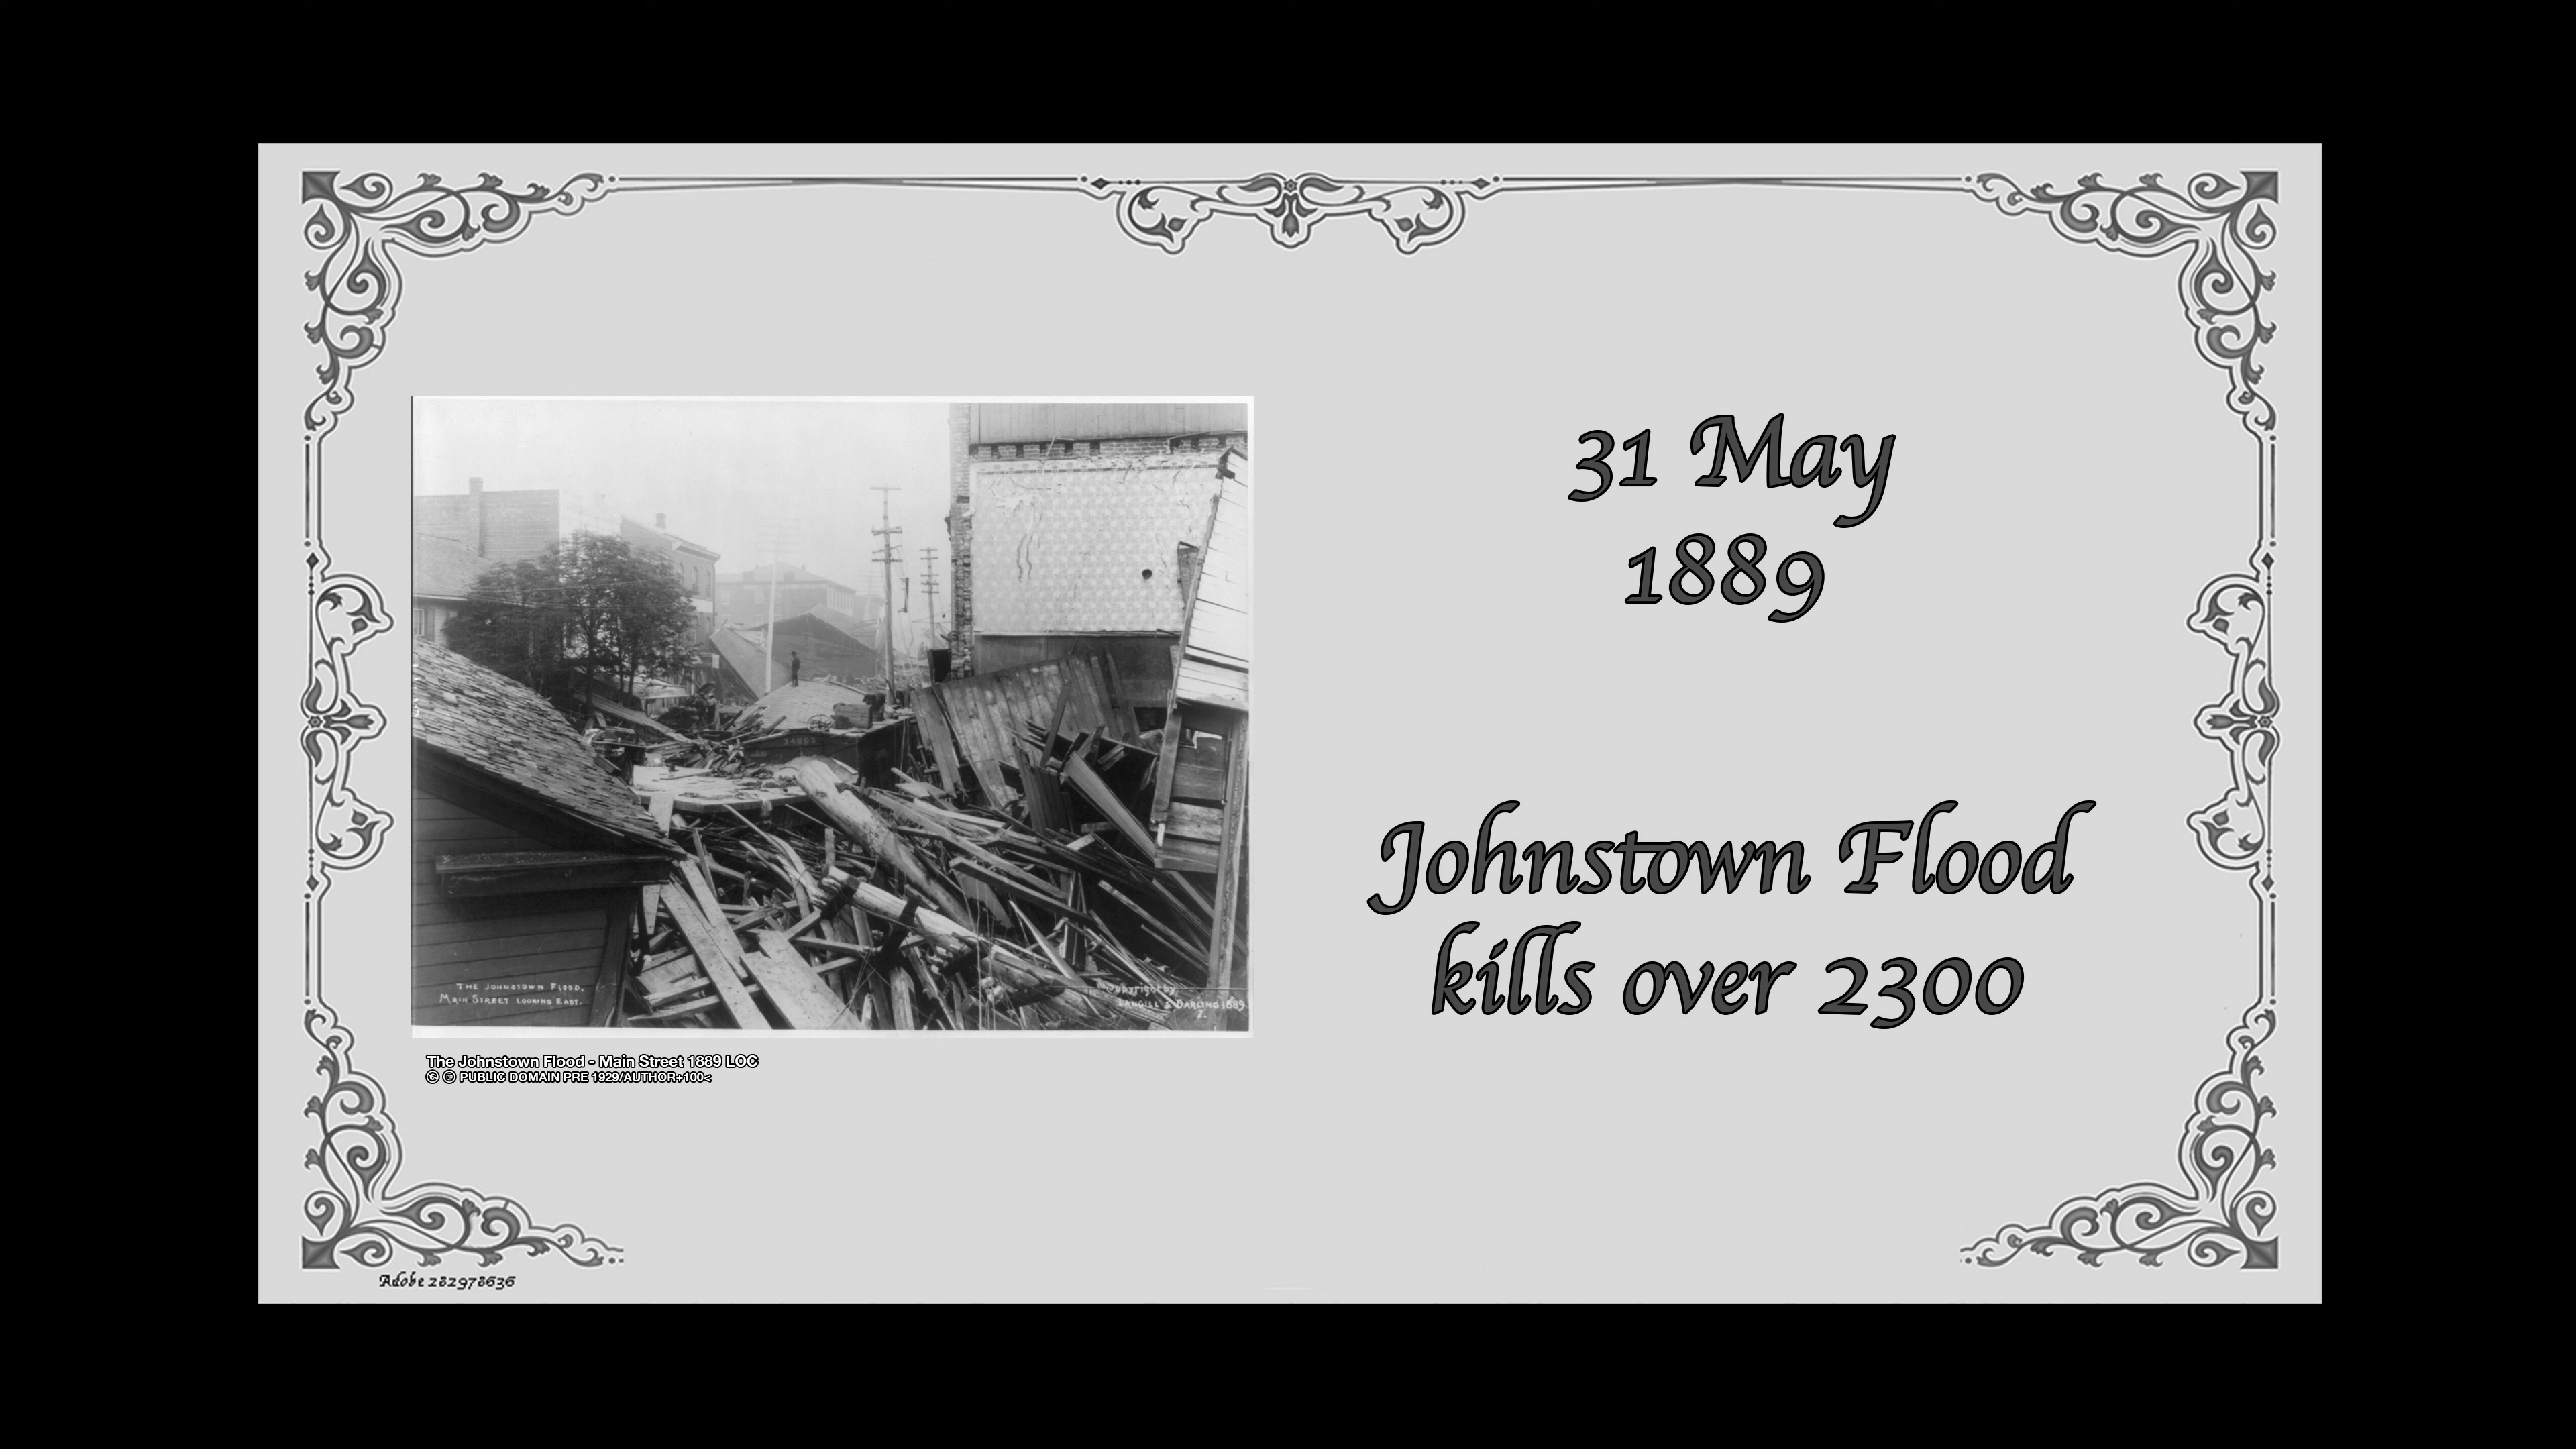 31 May
1889
Johnstown Flood
kills over 2300
THE JOHNSTOWN FLOOD,
MAIN STREET LOOKING EAST.
Copyright by
LANGILL & DARLING 1889
34603
The Johnstown Flood - Main Street 1889 LOC
PUBLIC DOMAIN PRE 1929/AUTHOR+100<
Adobe 282978636